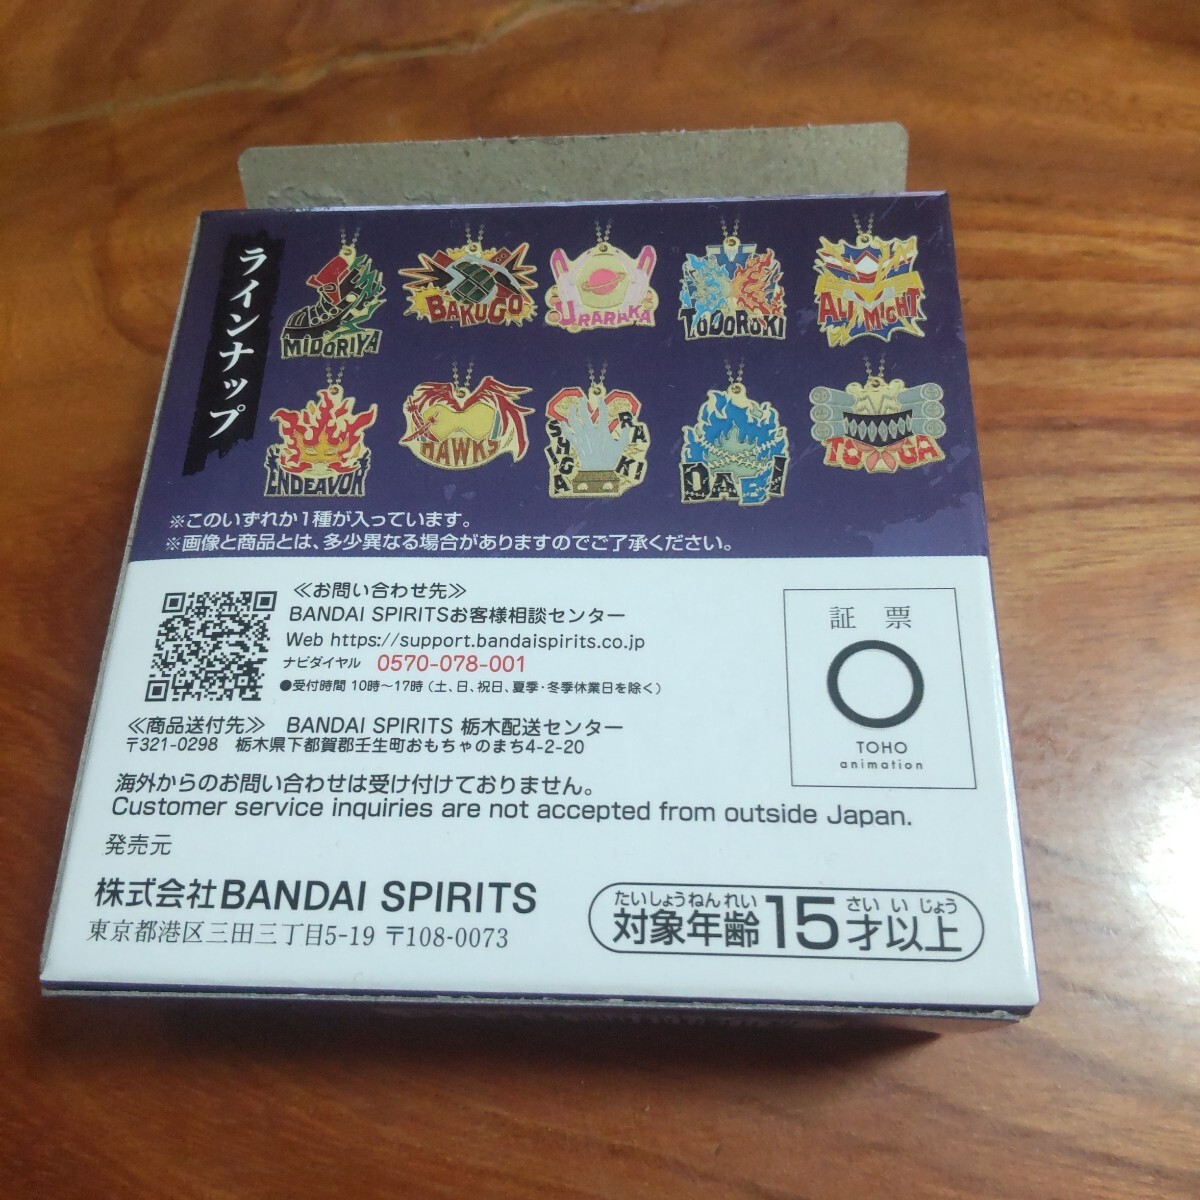 ラインナップ
MIDORIYA
BAKUGO
URARAKA
TODOROKI
ALL MIGHT
ENDEAVOR
HAWKS
SHIGARAKI
DABI
TOGA
※このいずれか1種が入っています。
※画像と商品とは、多少異なる場合がありますのでご了承ください。
≪お問い合わせ先≫
BANDAI SPIRITSお客様相談センター
Web https://support.bandaispirits.co.jp
ナビダイヤル 0570-078-001
●受付時間 10時～17時（土、日、祝日、夏季・冬季休業日を除く）
≪商品送付先≫ BANDAI SPIRITS 栃木配送センター
〒321-0298 栃木県下都賀郡壬生町おもちゃのまち4-2-20
海外からのお問い合わせは受け付けておりません。
Customer service inquiries are not accepted from outside Japan.
発売元
株式会社BANDAI SPIRITS
東京都港区三田三丁目5-19 〒108-0073
証票
TOHO
animation
たいしょうねんれい さいいじょう
対象年齢15才以上